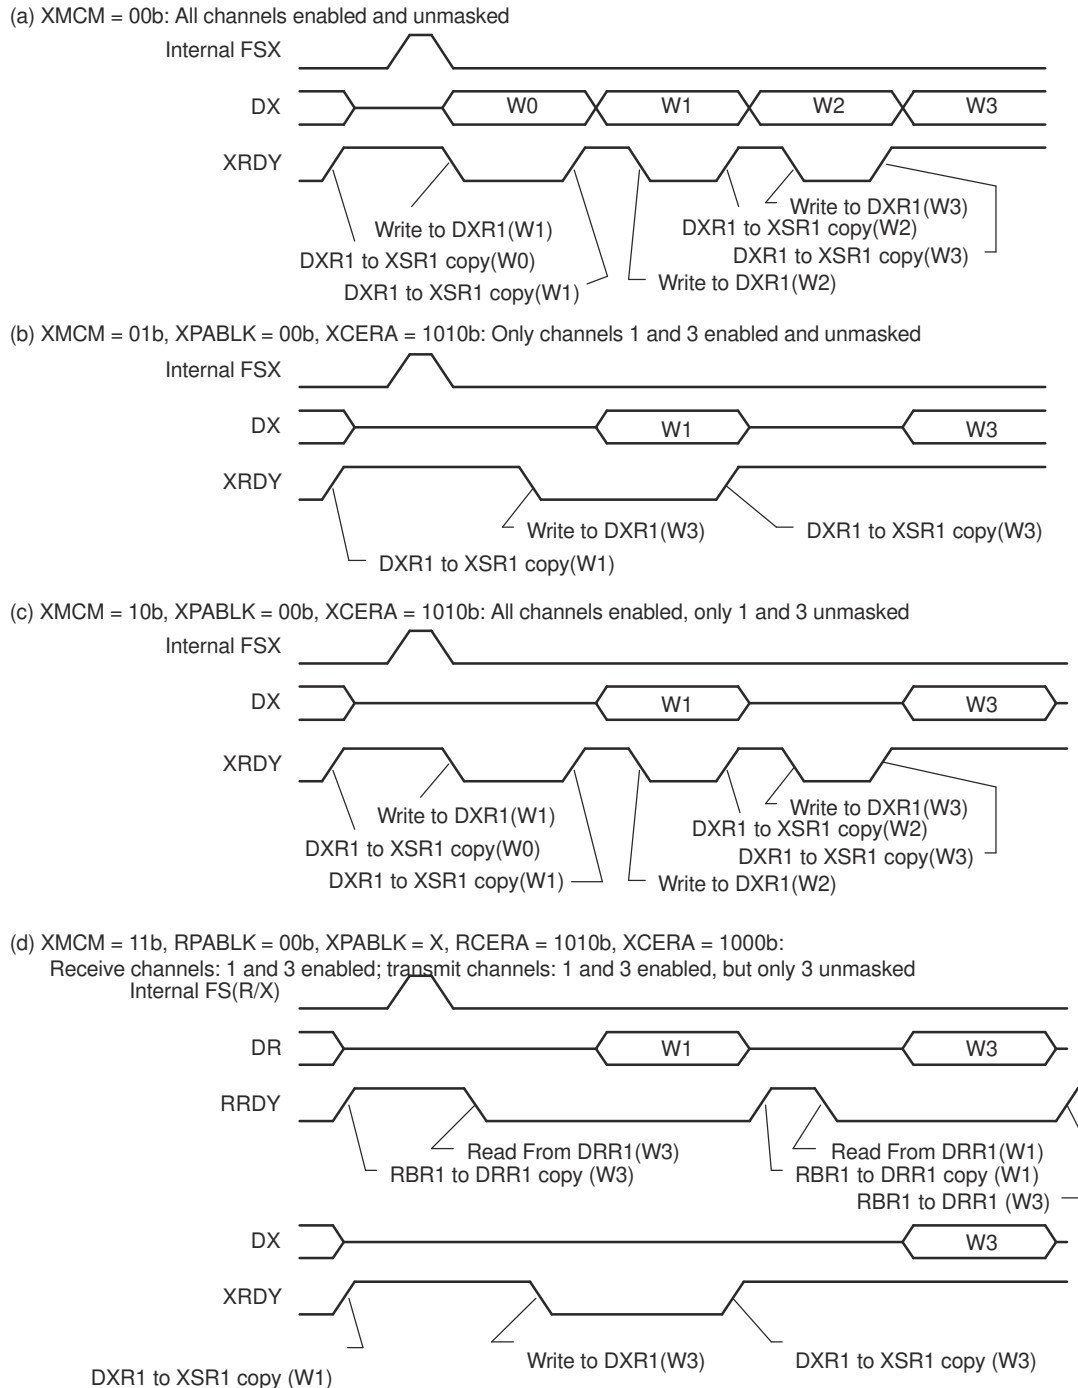 (a) XMCM = 00b: All channels enabled and unmasked
Internal FSX
DX
W0
W1
W2
W3
XRDY
Write to DXR1(W3)
Write to DXR1(W1)
DXR1 to XSR1 copy(W2)
DXR1 to XSR1 copy(W0)
DXR1 to XSR1 copy(W3)
DXR1 to XSR1 copy(W1)
Write to DXR1(W2)
(b) XMCM = 01b, XPABLK = 00b, XCERA = 1010b: Only channels 1 and 3 enabled and unmasked
Internal FSX
DX
W1
W3
XRDY
Write to DXR1(W3)
DXR1 to XSR1 copy(W3)
DXR1 to XSR1 copy(W1)
(c) XMCM = 10b, XPABLK = 00b, XCERA = 1010b: All channels enabled, only 1 and 3 unmasked
Internal FSX
DX
W1
W3
XRDY
Write to DXR1(W3)
Write to DXR1(W1)
DXR1 to XSR1 copy(W2)
DXR1 to XSR1 copy(W0)
DXR1 to XSR1 copy(W3)
DXR1 to XSR1 copy(W1)
Write to DXR1(W2)
(d) XMCM = 11b, RPABLK = 00b, XPABLK = X, RCERA = 1010b, XCERA = 1000b:
Receive channels: 1 and 3 enabled; transmit channels: 1 and 3 enabled, but only 3 unmasked
Internal FS(R/X)
DR
W1
W3
RRDY
Read From DRR1(W3)
Read From DRR1(W1)
RBR1 to DRR1 copy (W3)
RBR1 to DRR1 copy (W1)
RBR1 to DRR1 (W3)
DX
W3
XRDY
Write to DXR1(W3)
DXR1 to XSR1 copy (W3)
DXR1 to XSR1 copy (W1)